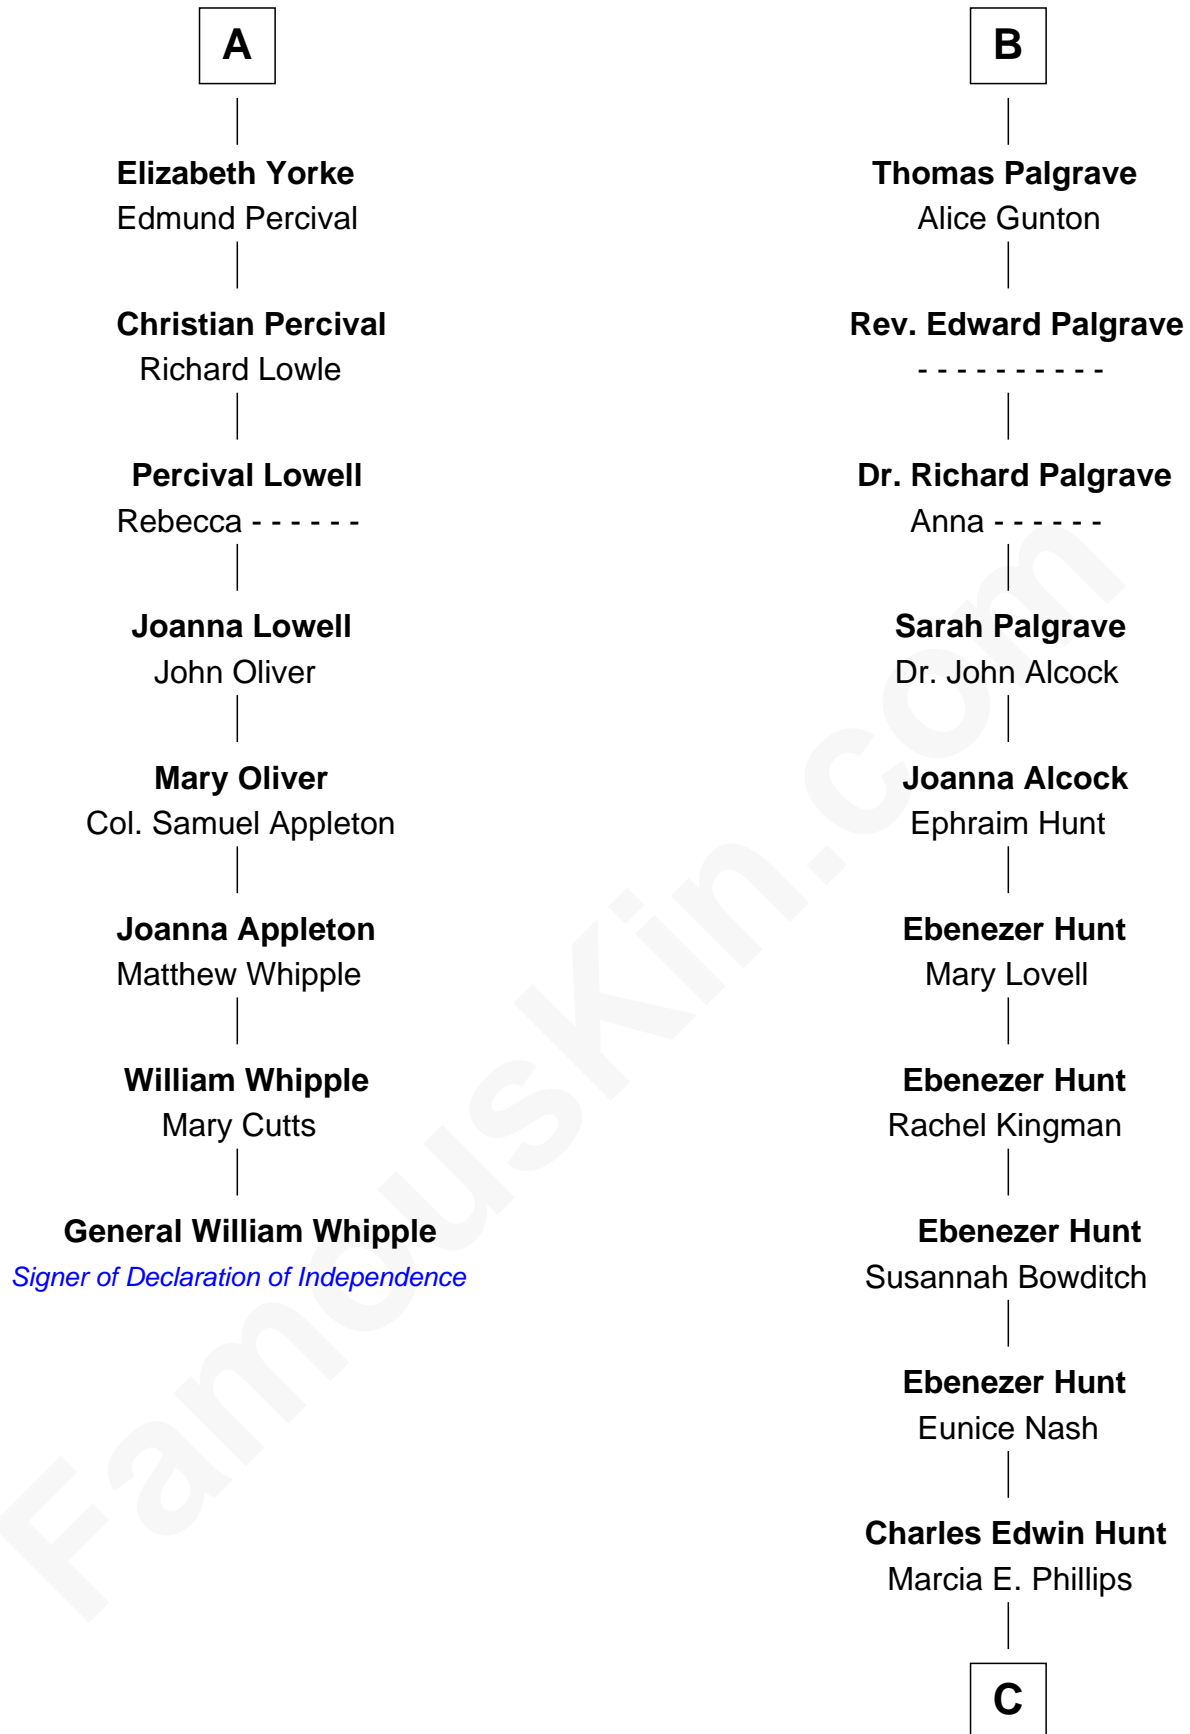 A
Elizabeth Yorke
Edmund Percival
Christian Percival
Richard Lowle
Percival Lowell
Rebecca - - - - - -
Joanna Lowell
John Oliver
Mary Oliver
Col. Samuel Appleton
Joanna Appleton
Matthew Whipple
William Whipple
Mary Cutts
General William Whipple
Signer of Declaration of Independence
B
Thomas Palgrave
Alice Gunton
Rev. Edward Palgrave
- - - - - - - - - -
Dr. Richard Palgrave
Anna - - - - - -
Sarah Palgrave
Dr. John Alcock
Joanna Alcock
Ephraim Hunt
Ebenezer Hunt
Mary Lovell
Ebenezer Hunt
Rachel Kingman
Ebenezer Hunt
Susannah Bowditch
Ebenezer Hunt
Eunice Nash
Charles Edwin Hunt
Marcia E. Phillips
C
FamousKin.com